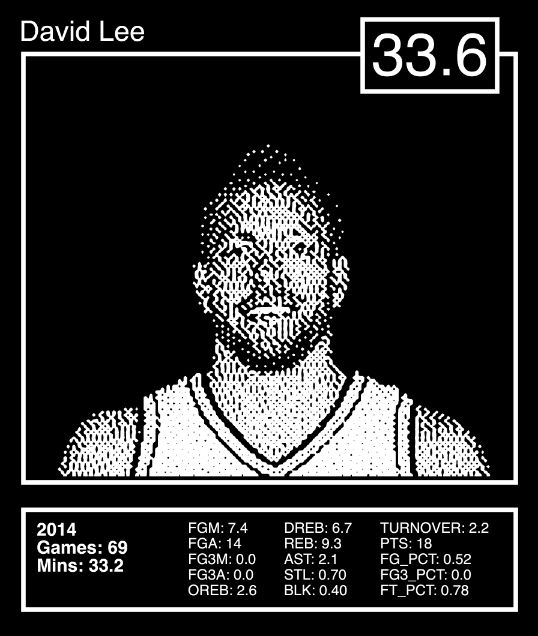 David Lee
33.6
2014
Games: 69
Mins: 33.2
FGM: 7.4
FGA: 14
FG3M: 0.0
FG3A: 0.0
OREB: 2.6
DREB: 6.7
REB: 9.3
AST: 2.1
STL: 0.70
BLK: 0.40
TURNOVER: 2.2
PTS: 18
FG_PCT: 0.52
FG3_PCT: 0.0
FT_PCT: 0.78